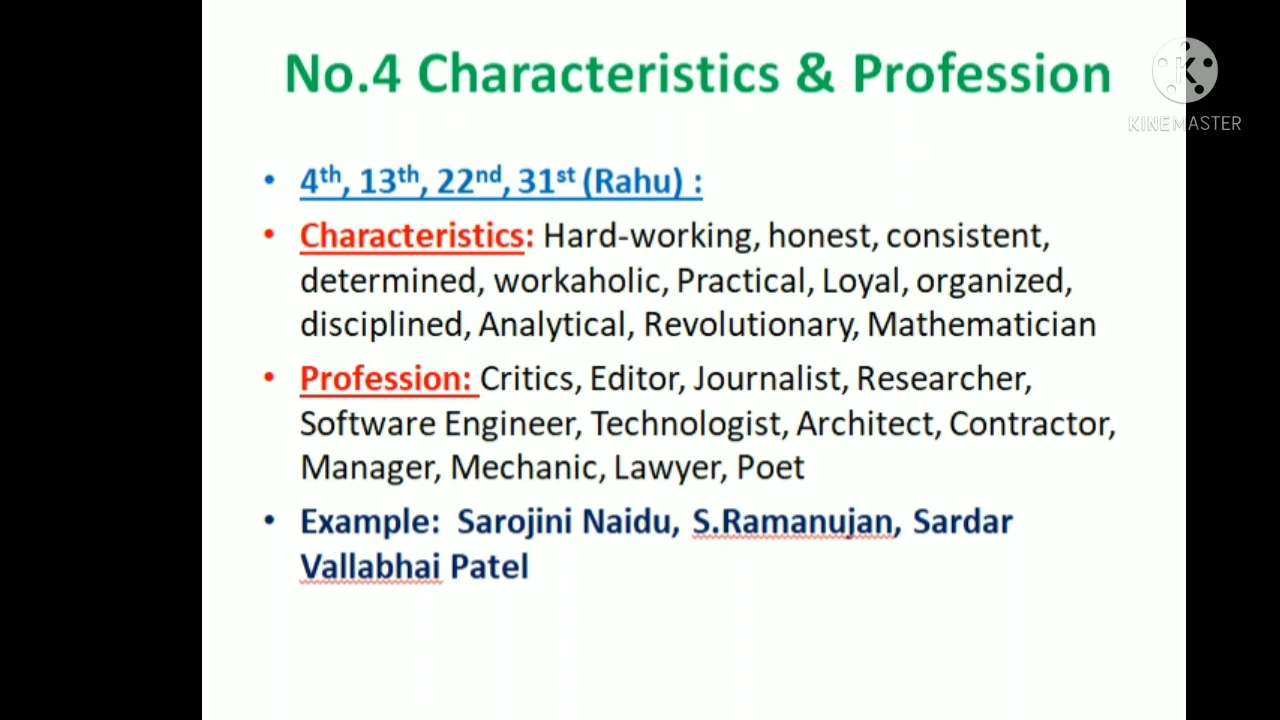 No.4 Characteristics & Profession
KINEMASTER
• 4th, 13th, 22nd, 31st (Rahu) :
• Characteristics: Hard-working, honest, consistent,
determined, workaholic, Practical, Loyal, organized,
disciplined, Analytical, Revolutionary, Mathematician
• Profession: Critics, Editor, Journalist, Researcher,
Software Engineer, Technologist, Architect, Contractor,
Manager, Mechanic, Lawyer, Poet
• Example: Sarojini Naidu, S.Ramanujan, Sardar
Vallabhai Patel